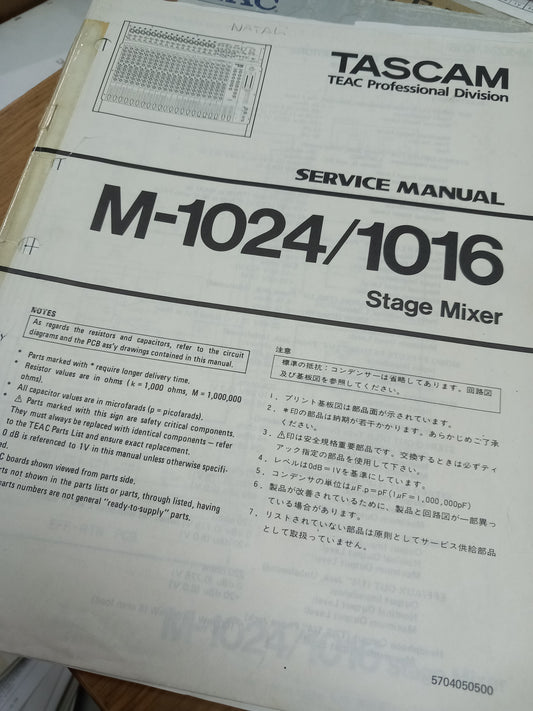 NATAL
TASCAM
TEAC Professional Division
SERVICE MANUAL
M-1024/1016
Stage Mixer
NOTES
As regards the resistors and capacitors, refer to the circuit
diagrams and the PCB ass'y drawings contained in this manual.
* Parts marked with * require longer delivery time.
* Resistor values are in ohms (k = 1,000 ohms, M = 1,000,000
ohms).
* All capacitor values are in microfarads (p = picofarads).
* ⚠ Parts marked with this sign are safety critical components.
They must always be replaced with identical components – refer
to the TEAC Parts List and ensure exact replacement.
0 dB is referenced to 1V in this manual unless otherwise specifi-
ed.
C boards shown viewed from parts side.
rts not shown in the parts lists or parts, through listed, having
parts numbers are not general "ready-to-supply" parts.
注意
標準の抵抗;コンデンサーは省略してあります。回路図
及び基板図を参照してください。
1. プリント基板図は部品面が示されています。
2. *印の部品は納期が若干かかります。あらかじめご了承
ください。
3. ⚠印は安全規格重要部品です。交換するときは必ずティ
アック指定の部品を使用して下さい。
4. レベルは0dB=1Vを基準にしています。
5. コンデンサの単位はμF.p=pF(1μF=1,000,000pF)
6. 製品が改善されているために、製品と回路図が一部異っ
ている場合があります。
7. リストされていない部品は原則としてサービス供給部品
として取扱っていません。
M-1024/1016
5704050500